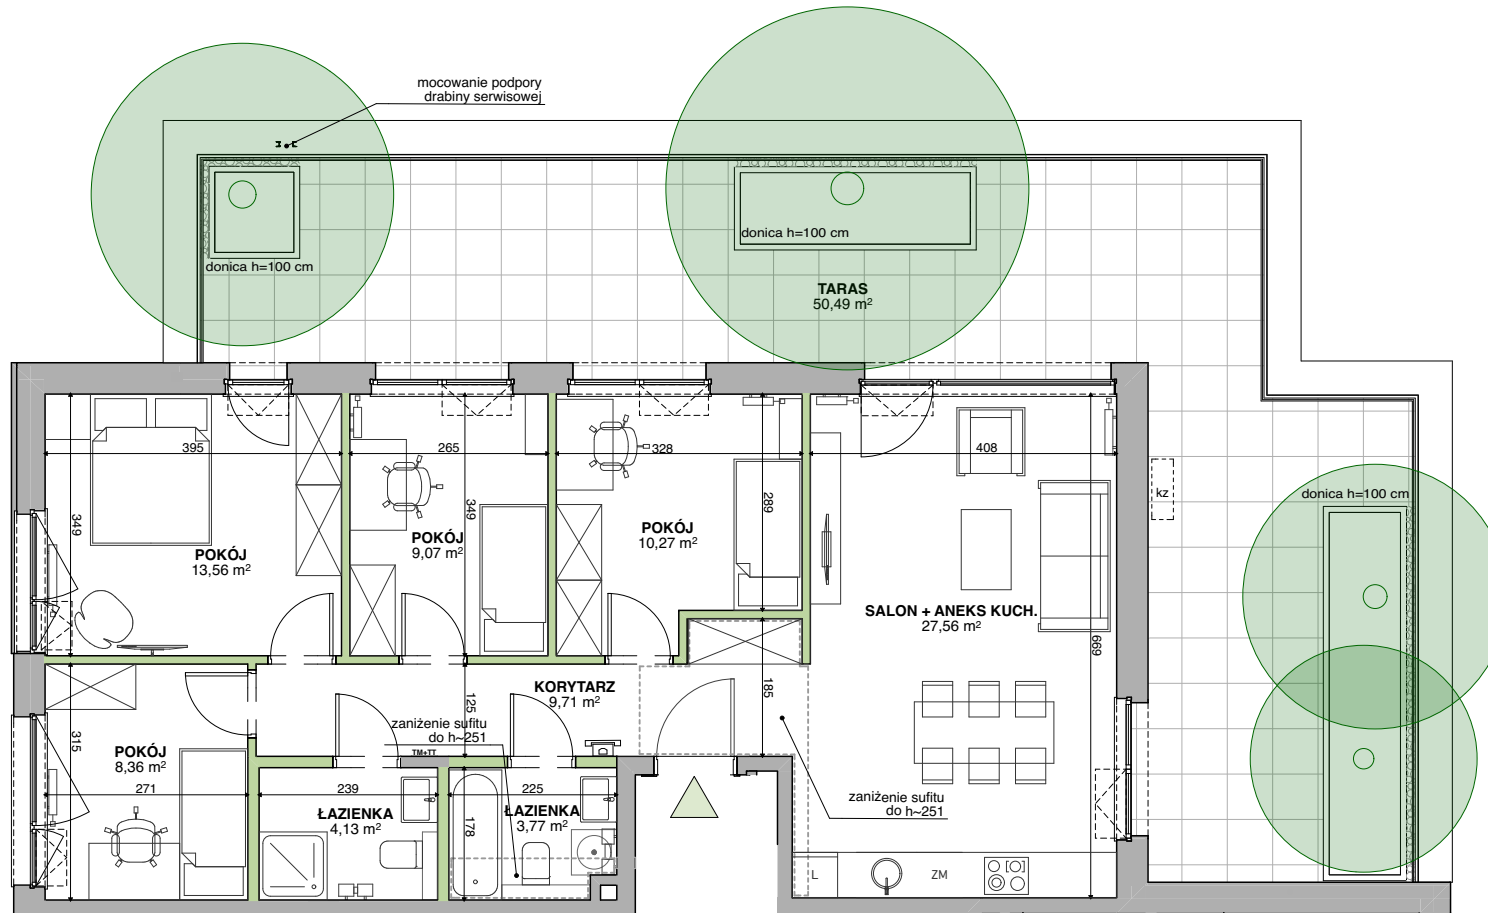 mocowanie podpory
drabiny serwisowej
donica h=100 cm
donica h=100 cm
TARAS
50,49 m²
395
265
328
408
349
349
289
kz
donica h=100 cm
POKÓJ
13,56 m²
POKÓJ
9,07 m²
POKÓJ
10,27 m²
SALON + ANEKS KUCH.
27,56 m²
669
KORYTARZ
9,71 m²
125
185
zaniżenie sufitu
do h~251
TM+TT
315
POKÓJ
8,36 m²
271
239
225
ŁAZIENKA
4,13 m²
ŁAZIENKA
3,77 m²
178
zaniżenie sufitu
do h~251
L
ZM